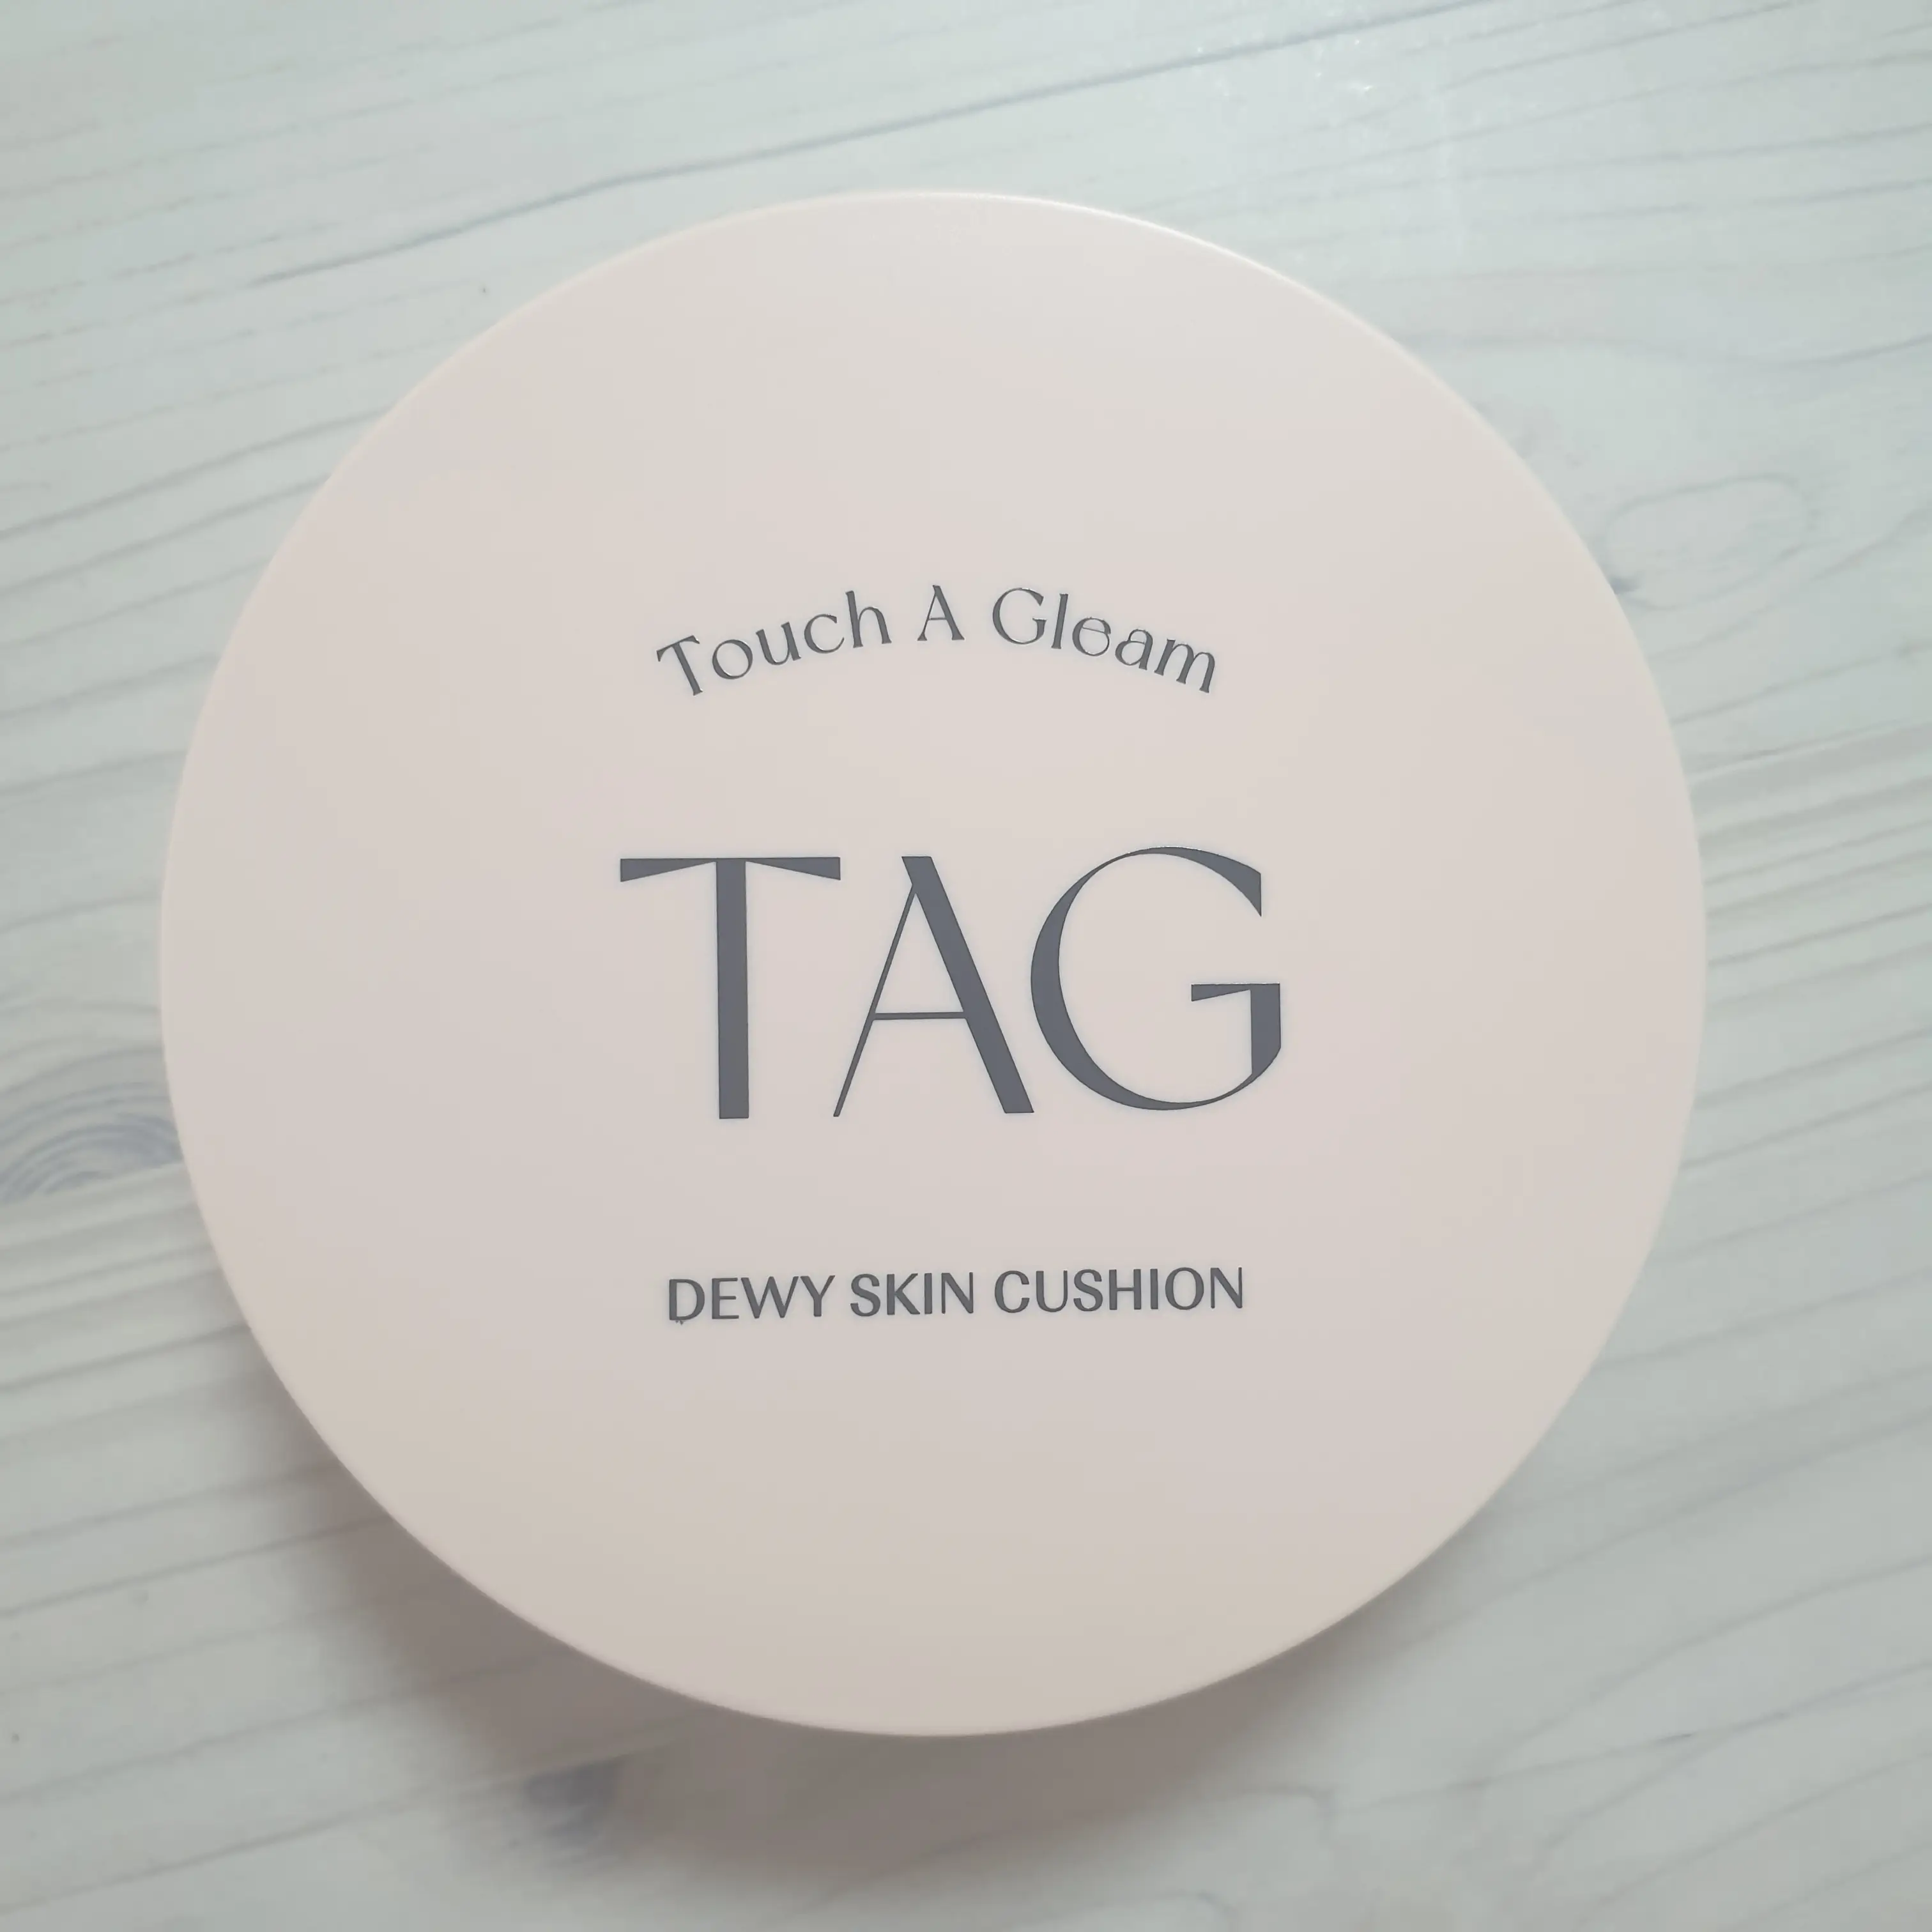 Touch A Gleam
TAG
DEWY SKIN CUSHION